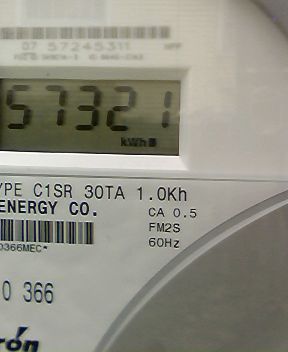 07 57245311
57321
kWh
YPE C1SR 30TA 1.0Kh
ENERGY CO.
CA 0.5
FM2S
60Hz
0366MEC*
0 366
rón